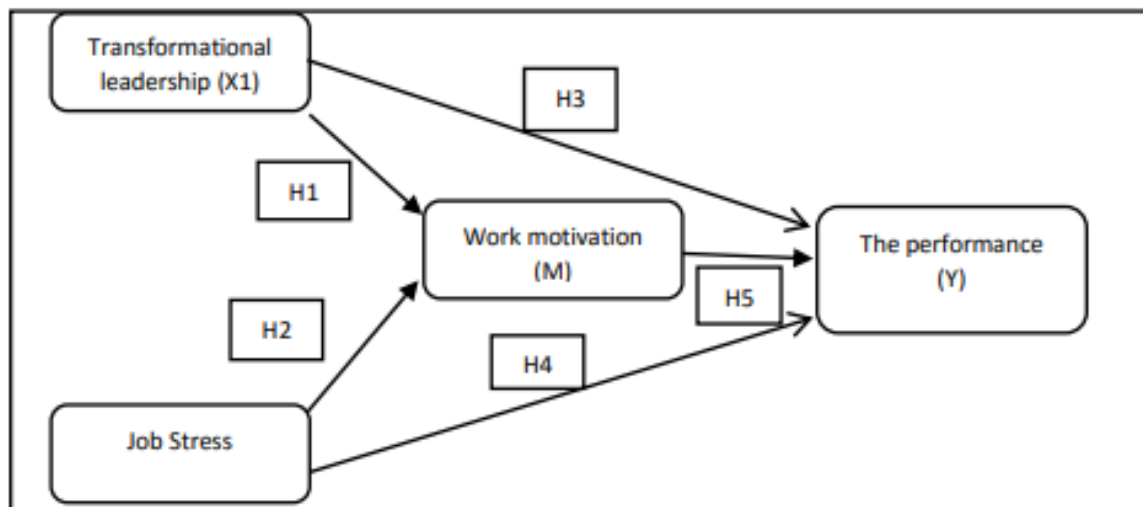 Transformational
leadership (X1)
H3
H1
Work motivation
(M)
The performance
(Y)
H5
H2
H4
Job Stress